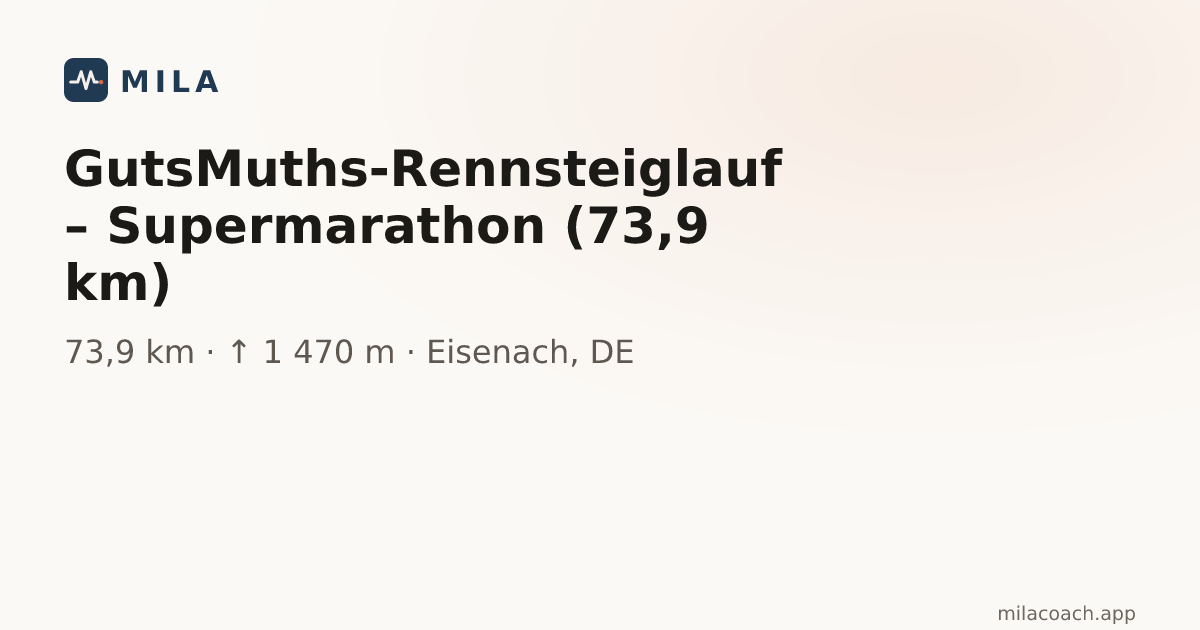 MILA
GutsMuths-Rennsteiglauf
– Supermarathon (73,9
km)
73,9 km · ↑ 1 470 m · Eisenach, DE
milacoach.app